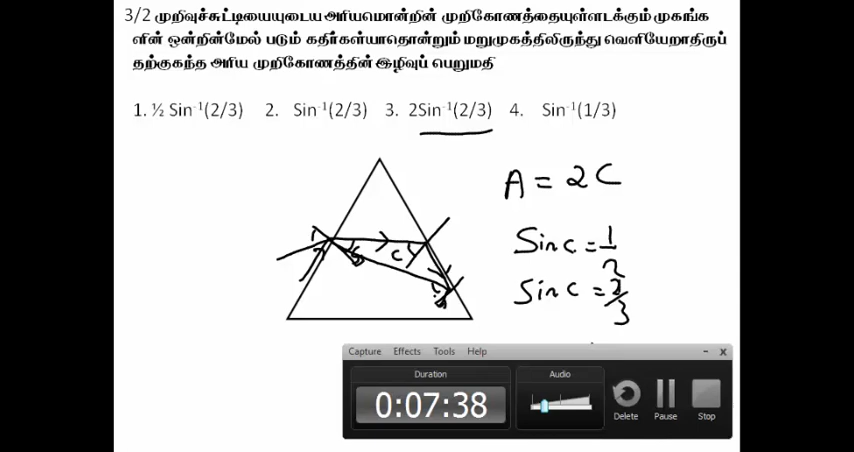 3/2 முறிவுச்சுட்டியையுடைய அரியமொன்றின் முறிகோணத்தையுள்ளடக்கும் முகங்க
ளின் ஒன்றின்மேல் படும் கதிர்கள்யாதொன்றும் மறுமுகத்திலிருந்து வெளியேறாதிருப்
தற்குகந்த அரிய முறிகோணத்தின் இழிவுப் பெறுமதி
1. ½ Sin⁻¹(2/3) 2. Sin⁻¹(2/3) 3. 2Sin⁻¹(2/3) 4. Sin⁻¹(1/3)
A = 2C
Sin c = 1/n
Sin c = 2/3
C
Capture Effects Tools Help
Duration
Audio
0:07:38
Delete Pause Stop